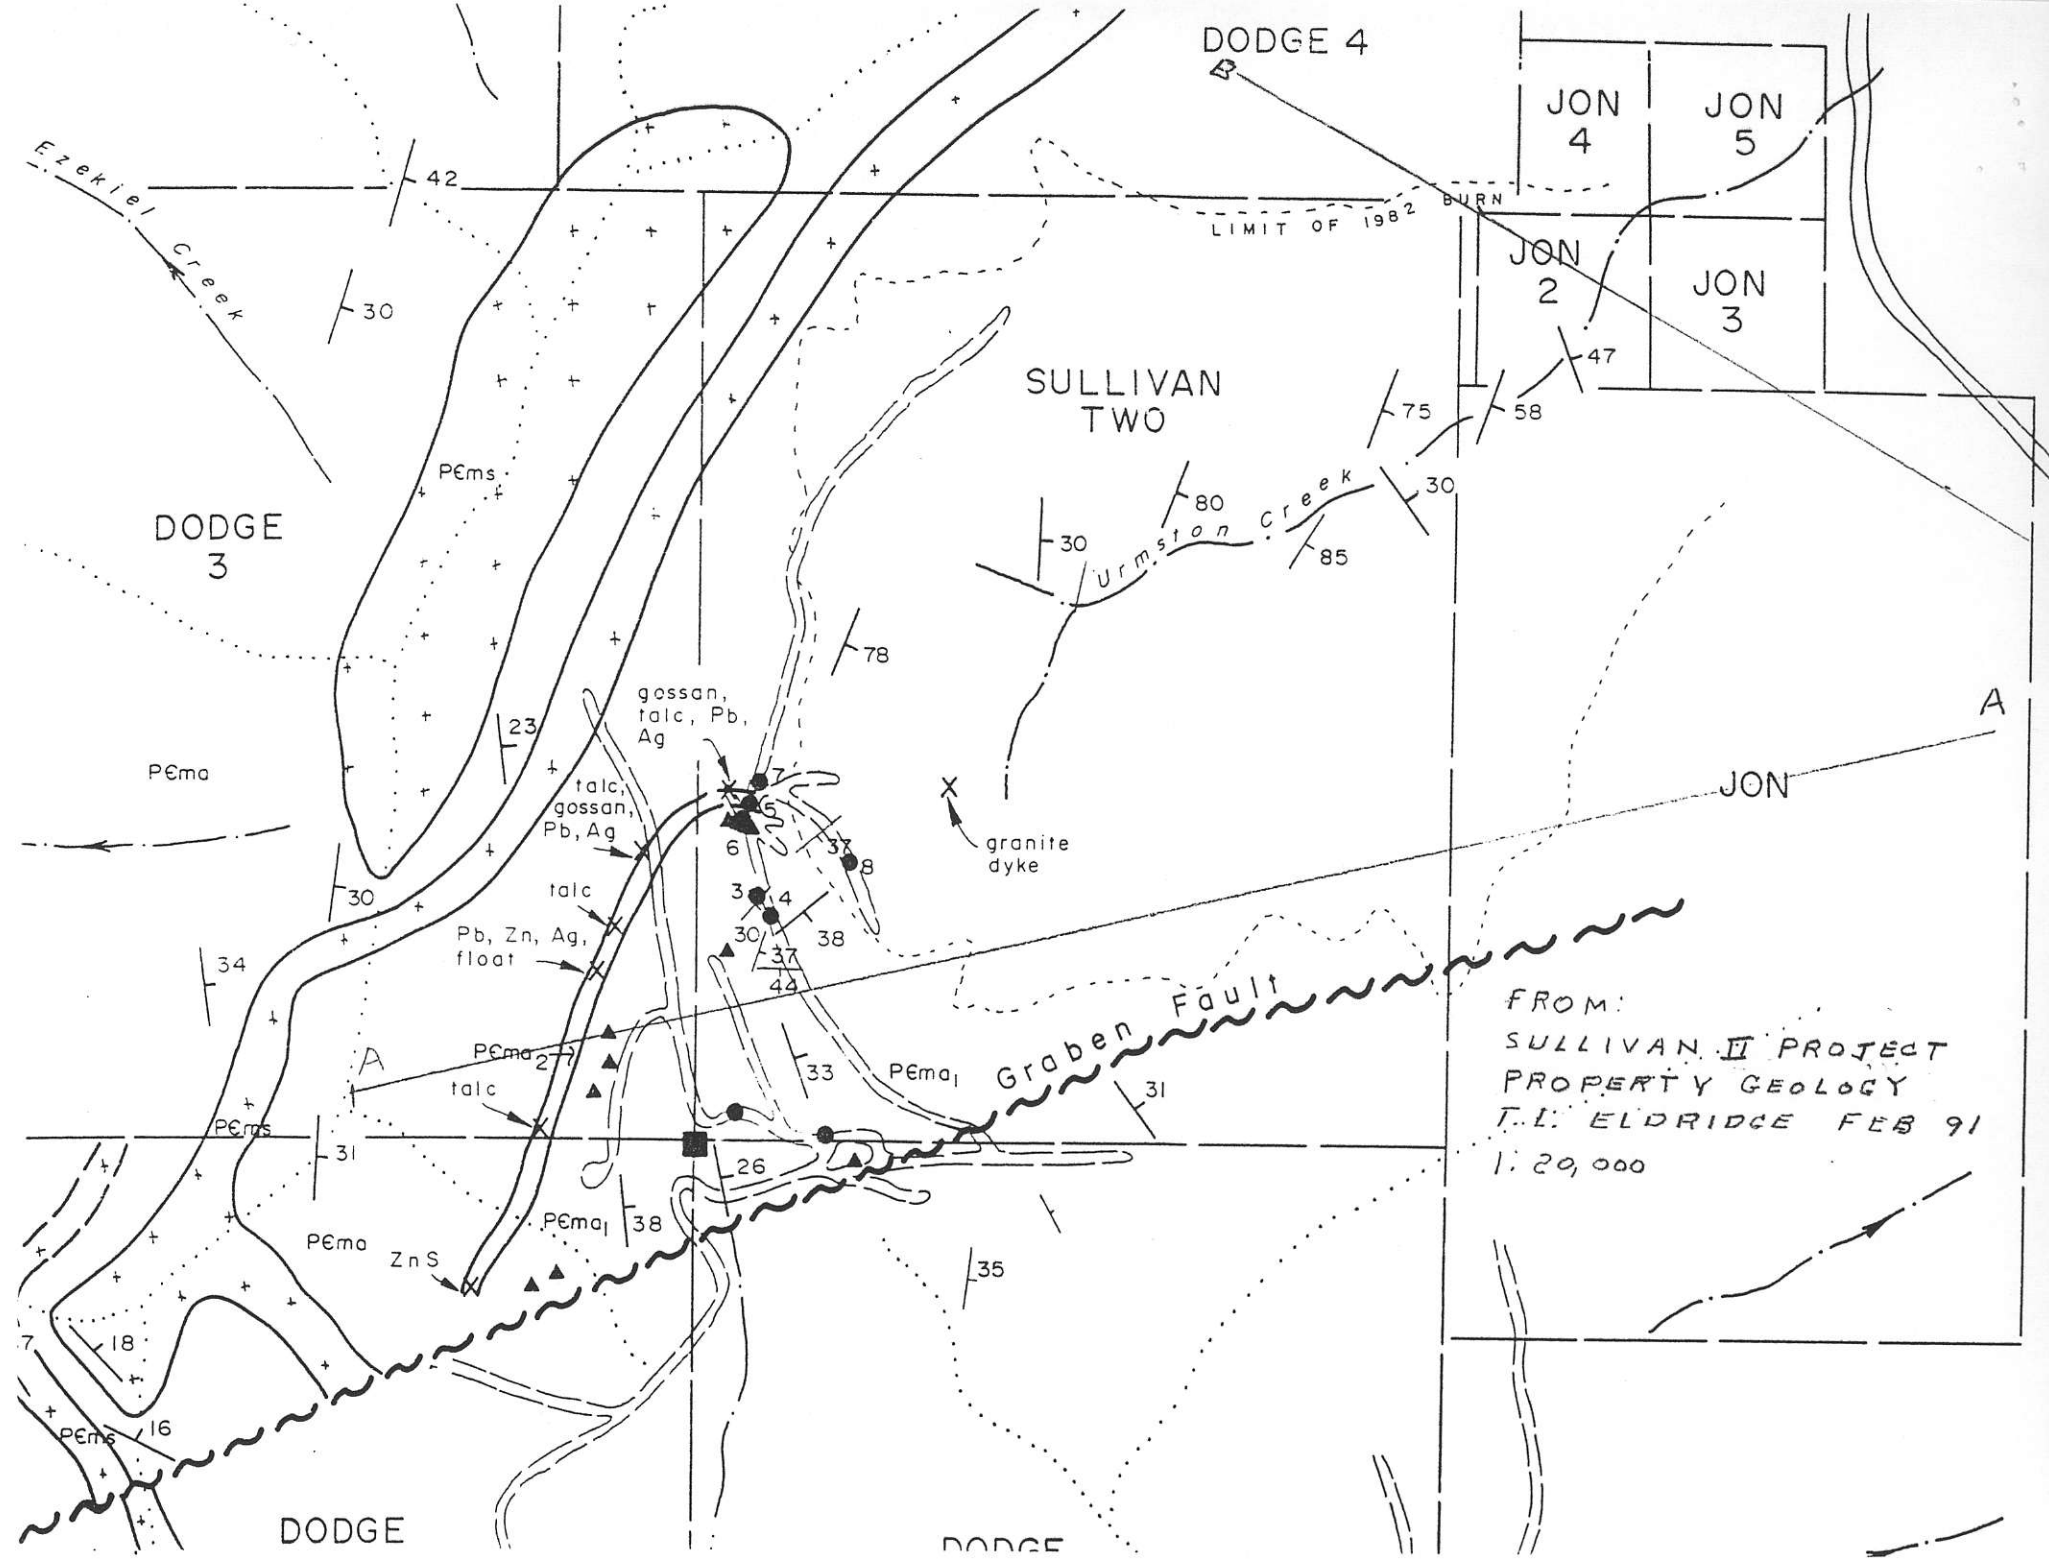 DODGE 4
B
JON
4
JON
5
Ezekiel Creek
42
BURN
LIMIT OF 1982
JON
2
JON
3
30
47
SULLIVAN
TWO
75
58
PЄms
30
80
DODGE
3
30
Urmston Creek
85
78
gossan,
talc, Pb,
Ag
A
23
PЄma
7
JON
talc,
gossan,
Pb, Ag
5
granite
dyke
6
37
8
30
talc
3
4
Pb, Zn, Ag,
float
30
38
34
37
44
Graben Fault
FROM:
SULLIVAN II PROJECT
PROPERTY GEOLOGY
T.L. ELDRIDGE FEB 91
1:20,000
A
PЄma2
33
PЄma1
talc
31
PЄms
31
26
PЄma1
38
PЄma
ZnS
35
7
18
16
PЄms
DODGE
DODGE